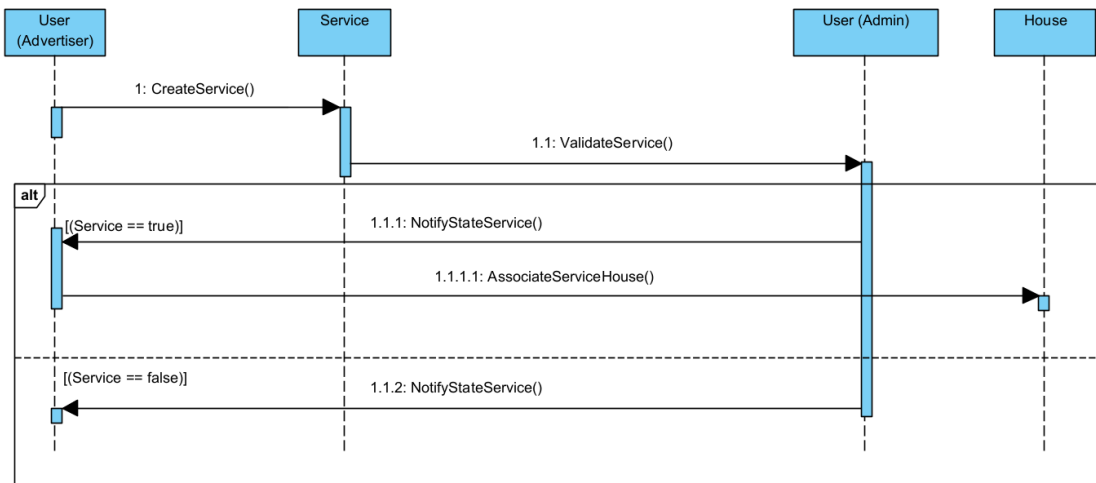 User
(Advertiser)
Service
User (Admin)
House
1: CreateService()
1.1: ValidateService()
alt
[(Service == true)]
1.1.1: NotifyStateService()
1.1.1.1: AssociateServiceHouse()
[(Service == false)]
1.1.2: NotifyStateService()